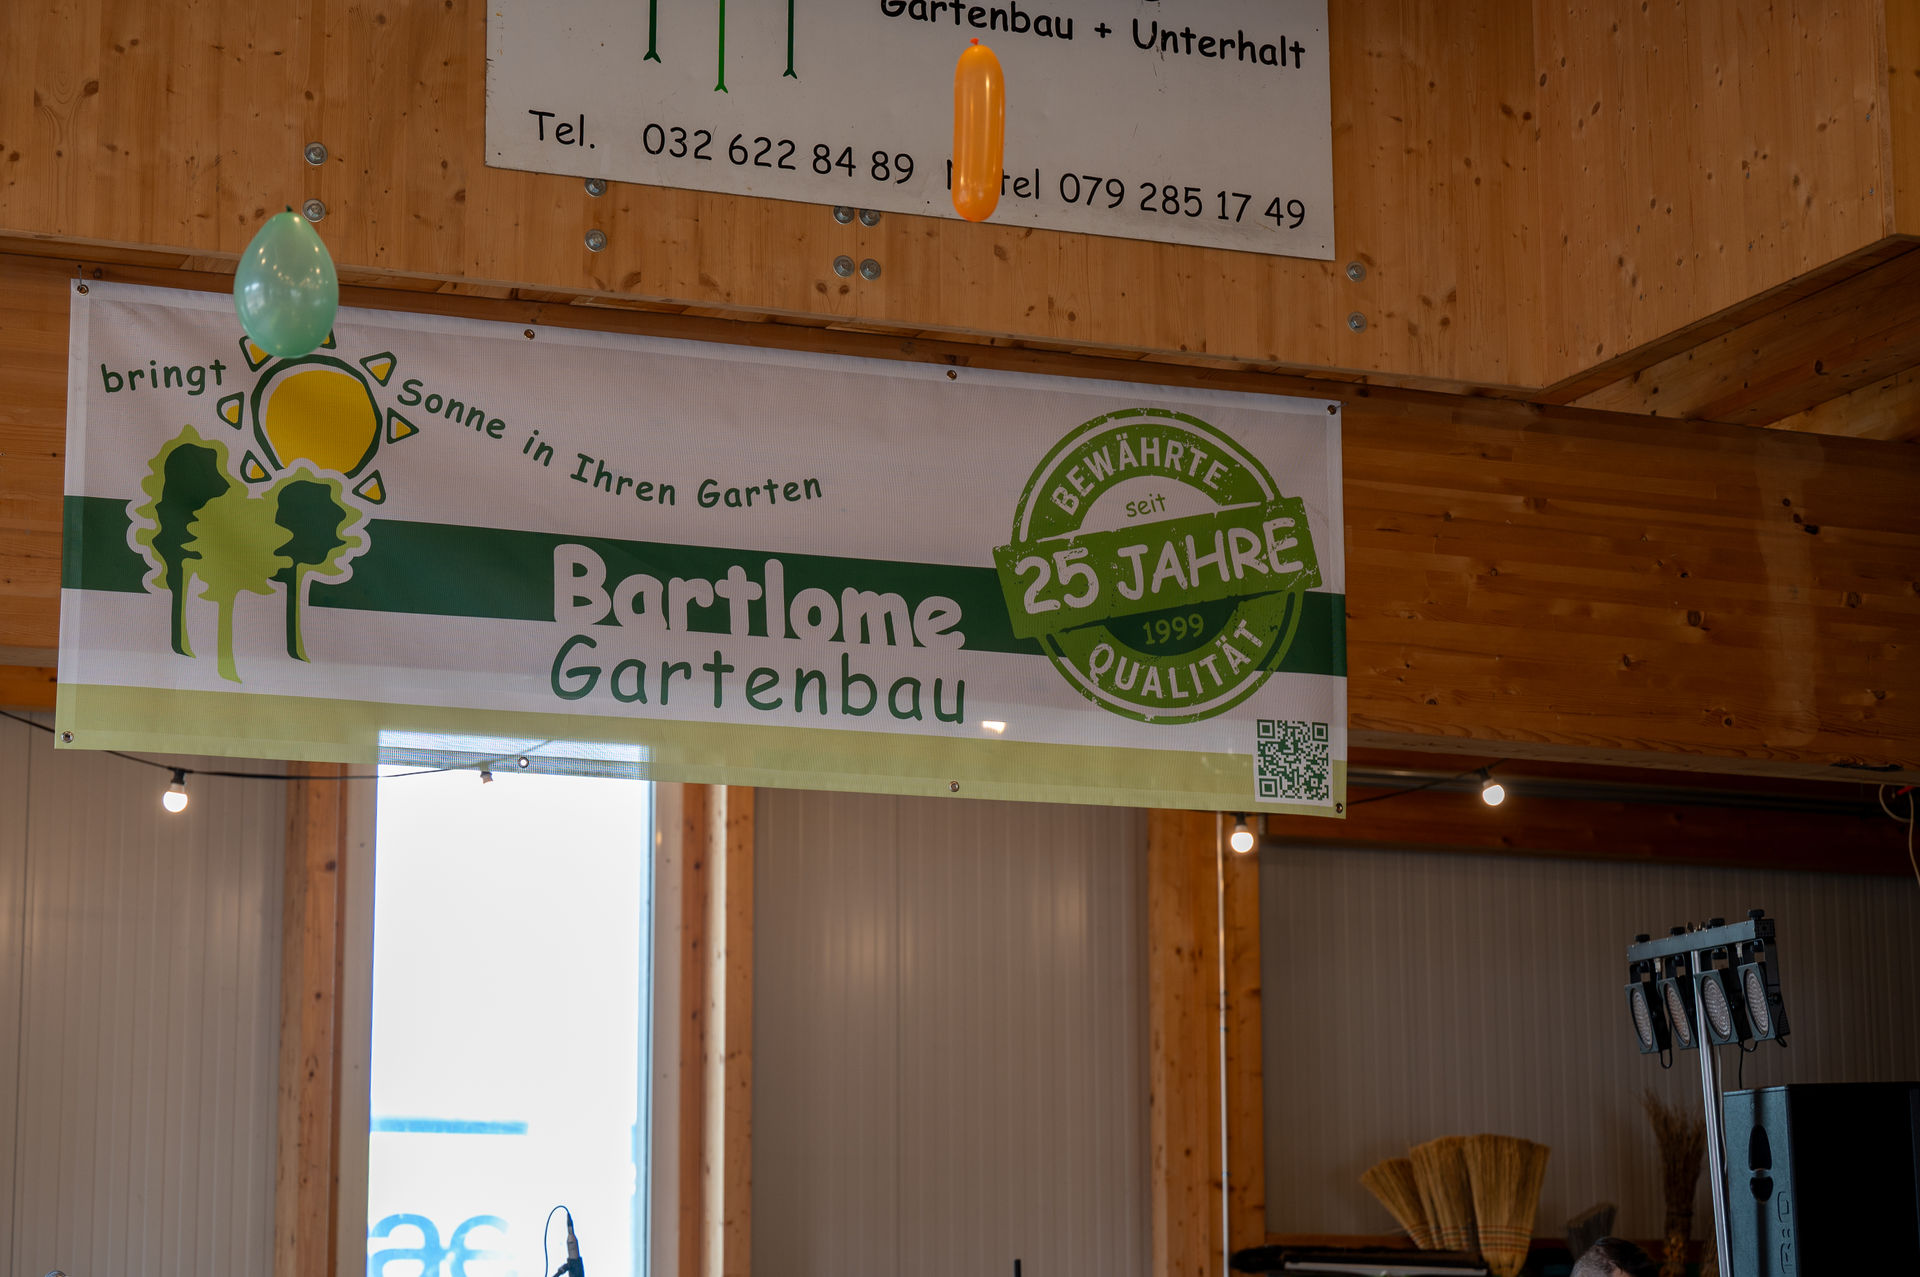 Gartenbau + Unterhalt
Tel. 032 622 84 89 Natel 079 285 17 49
bringt Sonne in Ihren Garten
Bartlome
Gartenbau
BEWÄHRTE
seit
25 JAHRE
1999
QUALITÄT